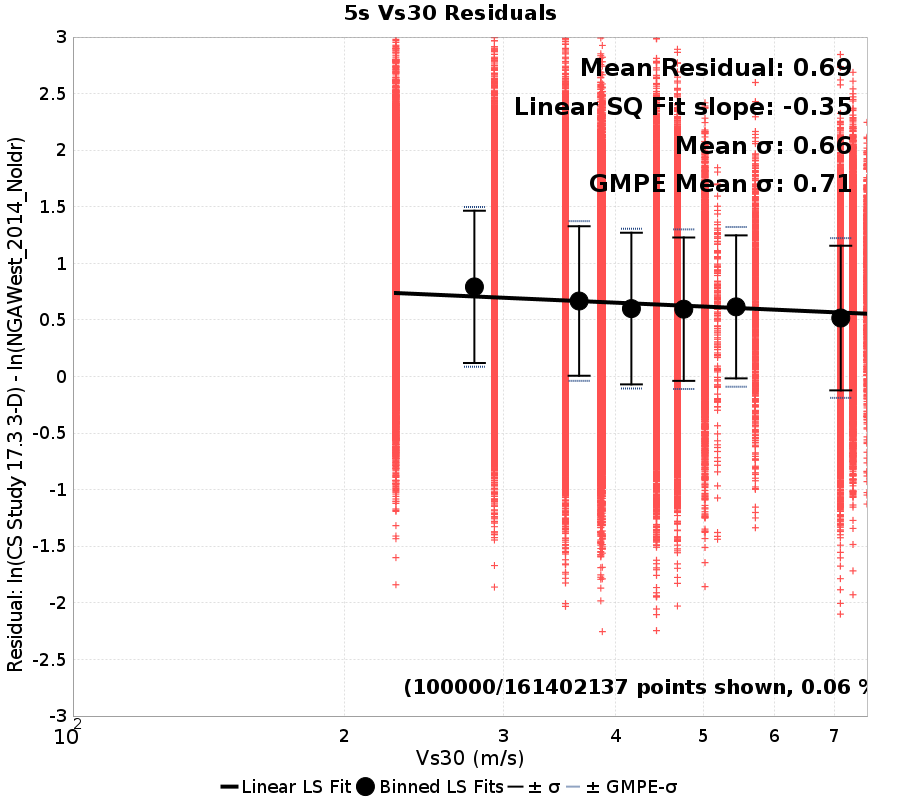 5s Vs30 Residuals
Residual: ln(CS Study 17.3 3-D) - ln(NGAWest_2014_NoIdr)
3
2.5
2
1.5
1
0.5
0
-0.5
-1
-1.5
-2
-2.5
-3
Mean Residual: 0.69
Linear SQ Fit slope: -0.35
Mean σ: 0.66
GMPE Mean σ: 0.71
(100000/161402137 points shown, 0.06 %
10² 2 3 4 5 6 7
Vs30 (m/s)
Linear LS Fit Binned LS Fits ± σ ± GMPE-σ